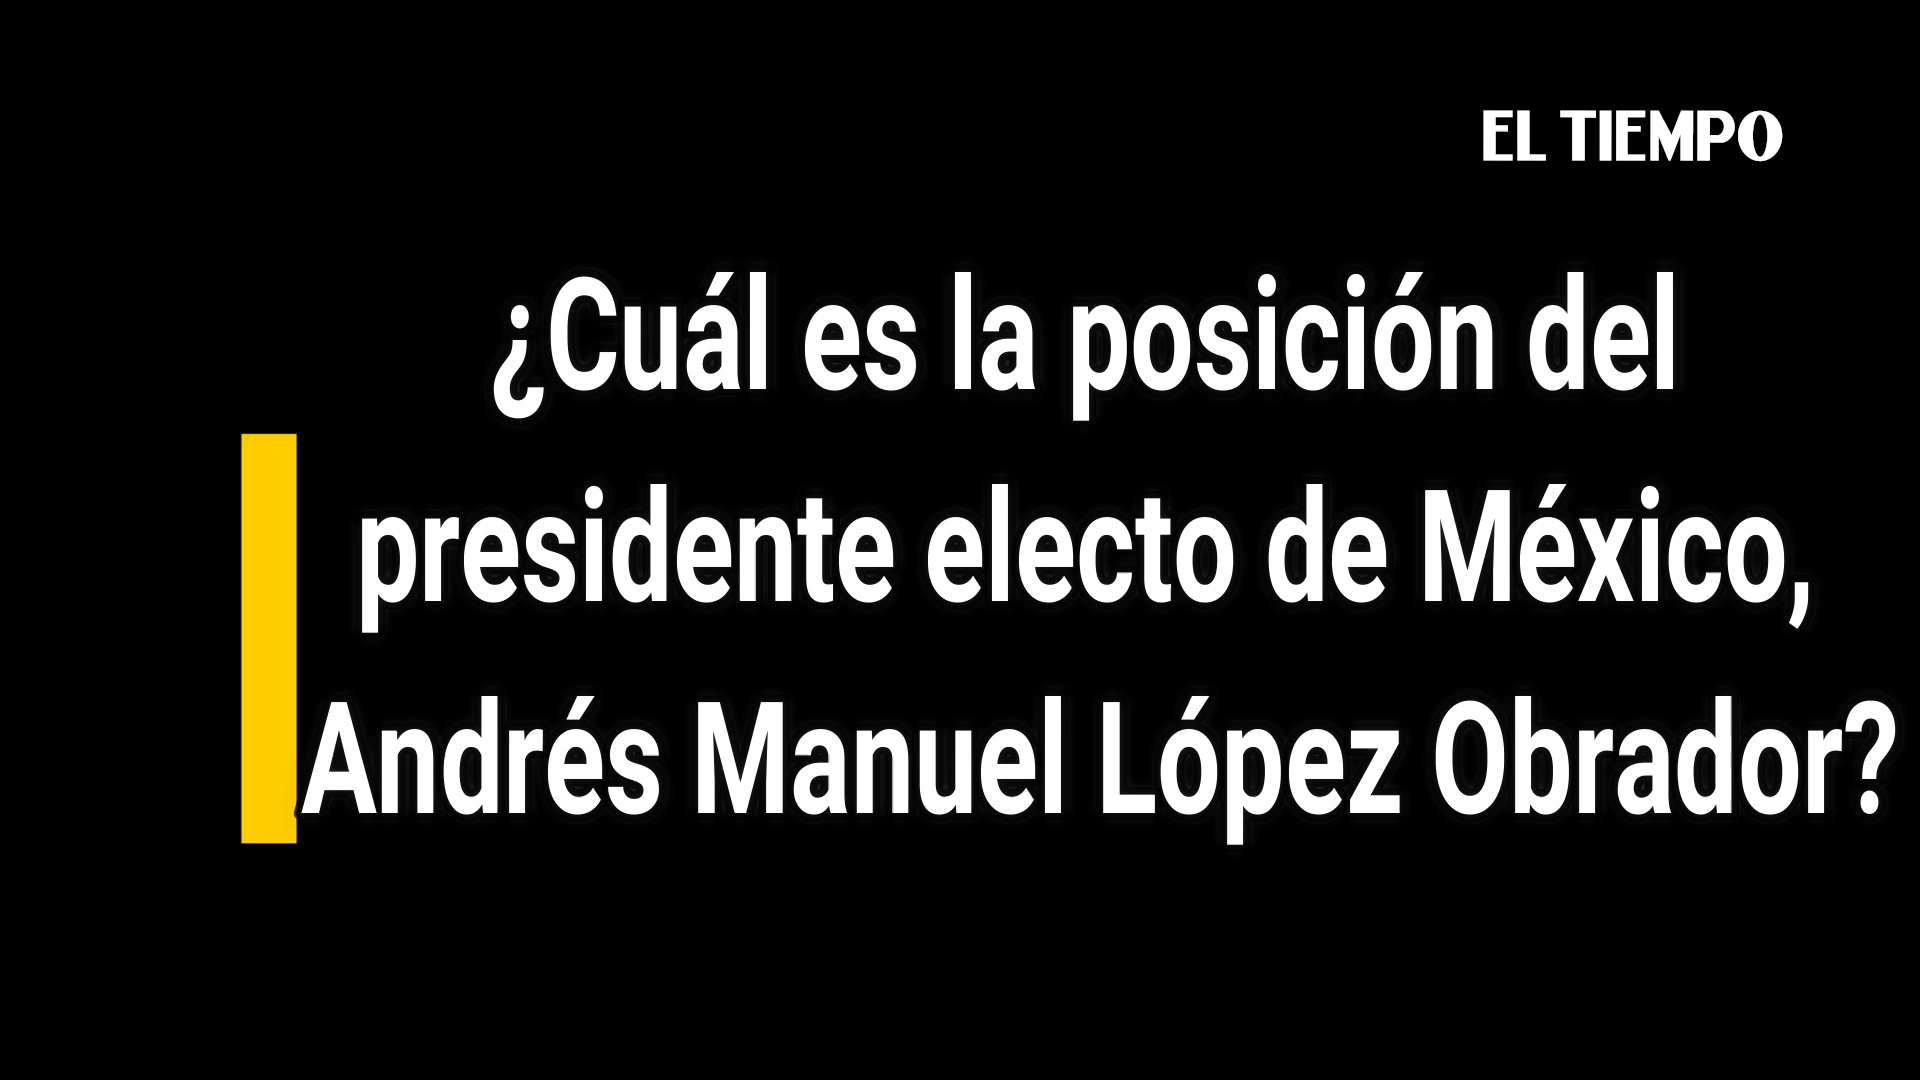 EL TIEMPO
¿Cuál es la posición del
presidente electo de México,
Andrés Manuel López Obrador?